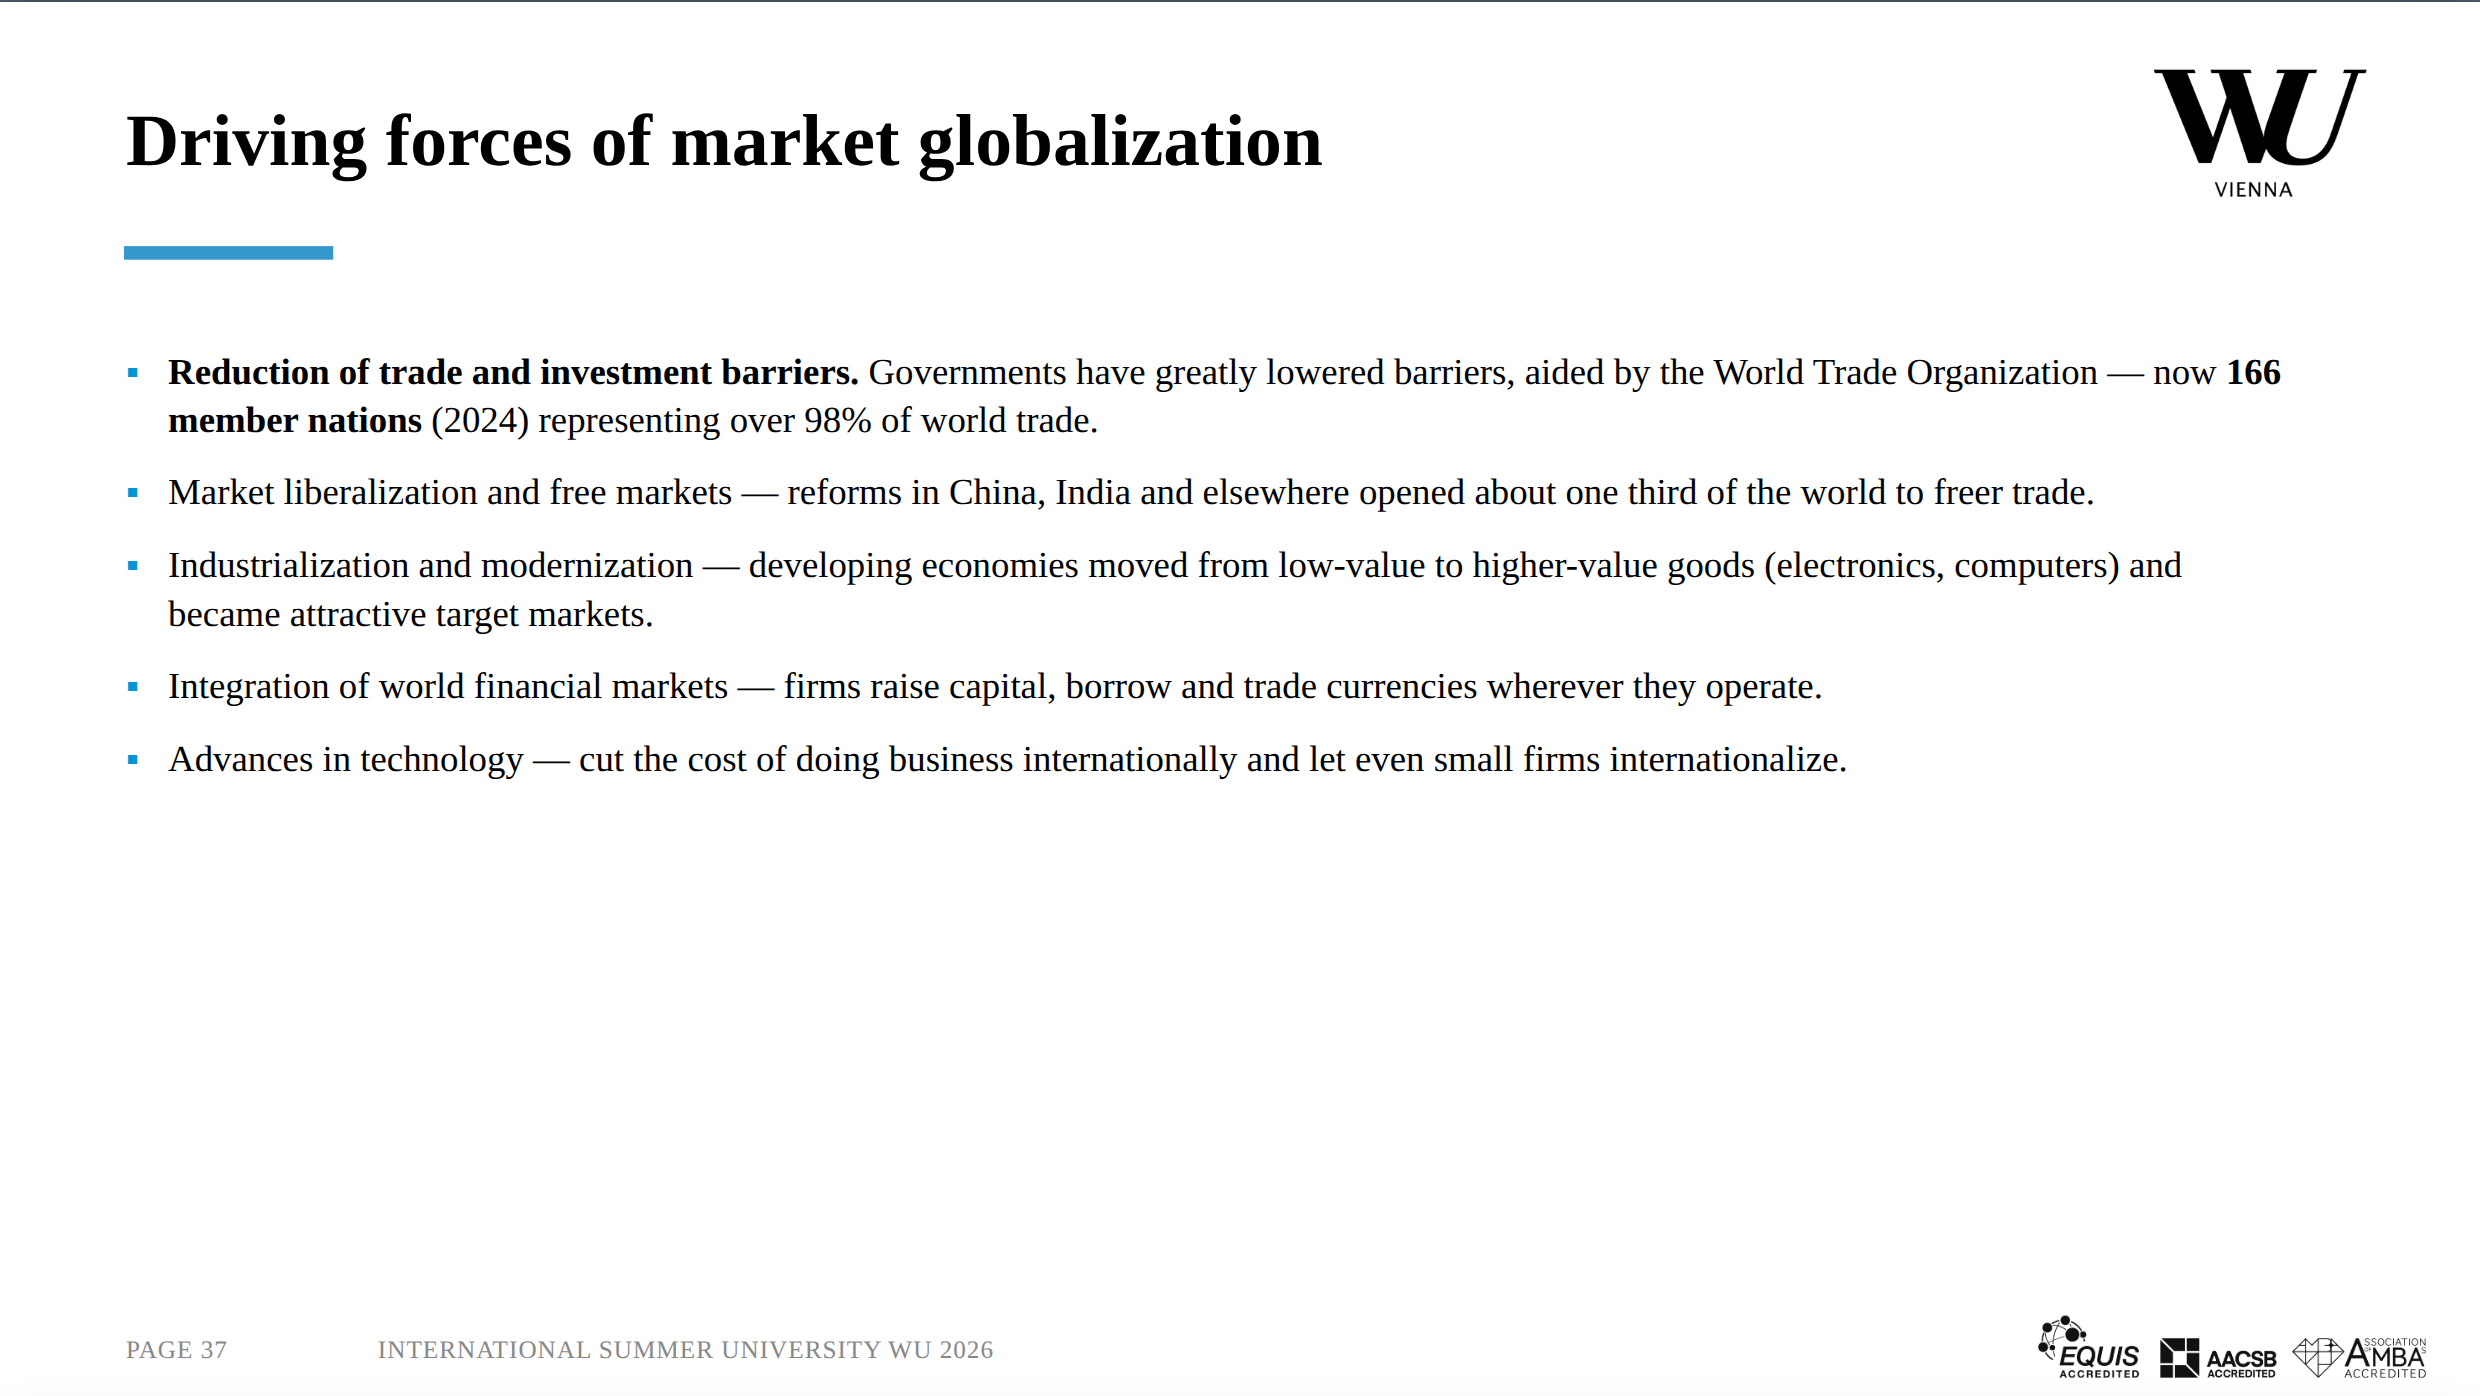 Driving forces of market globalization
WU
VIENNA
▪ Reduction of trade and investment barriers. Governments have greatly lowered barriers, aided by the World Trade Organization — now 166
member nations (2024) representing over 98% of world trade.
▪ Market liberalization and free markets — reforms in China, India and elsewhere opened about one third of the world to freer trade.
▪ Industrialization and modernization — developing economies moved from low-value to higher-value goods (electronics, computers) and
became attractive target markets.
▪ Integration of world financial markets — firms raise capital, borrow and trade currencies wherever they operate.
▪ Advances in technology — cut the cost of doing business internationally and let even small firms internationalize.
PAGE 37 INTERNATIONAL SUMMER UNIVERSITY WU 2026
EQUIS
ACCREDITED
AACSB
ACCREDITED
ASSOCIATION
OF MBAS
ACCREDITED